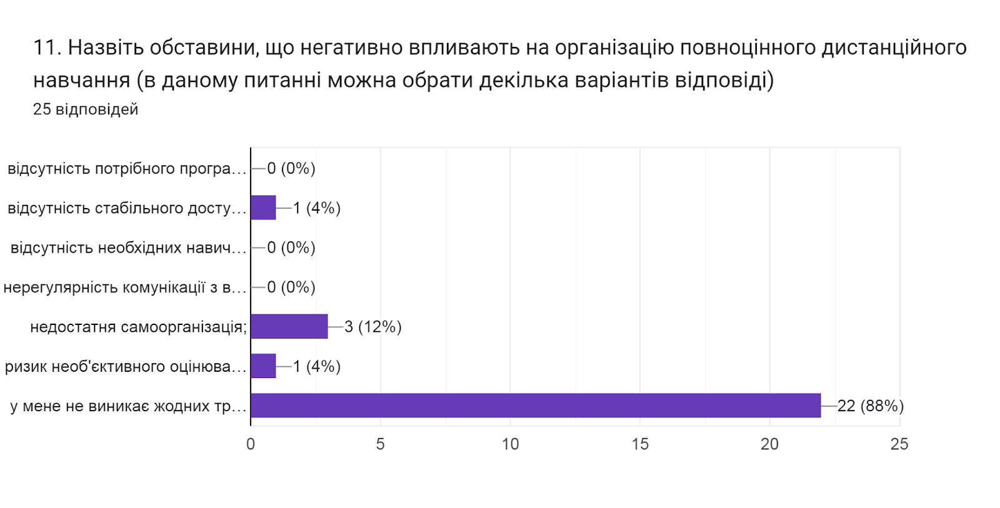 11. Назвіть обставини, що негативно впливають на організацію повноцінного дистанційного
навчання (в даному питанні можна обрати декілька варіантів відповіді)
25 відповідей
відсутність потрібного програ… 0 (0%)
відсутність стабільного досту… 1 (4%)
відсутність необхідних навич… 0 (0%)
нерегулярність комунікації з в… 0 (0%)
недостатня самоорганізація; 3 (12%)
ризик необ'єктивного оцінюва… 1 (4%)
у мене не виникає жодних тр… 22 (88%)
0 5 10 15 20 25